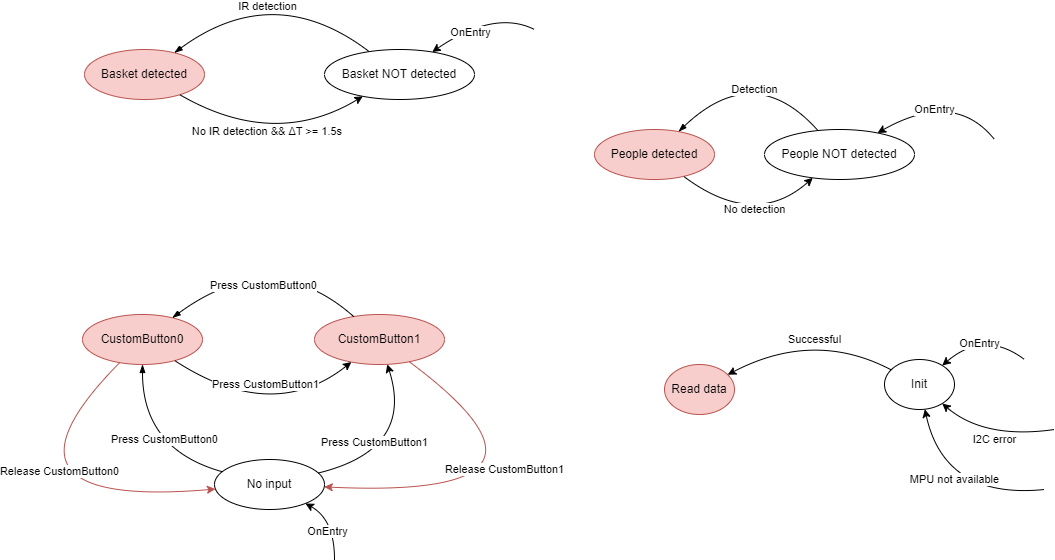 IR detection
OnEntry
Basket detected
Basket NOT detected
No IR detection && ΔT >= 1.5s
Detection
OnEntry
People detected
People NOT detected
No detection
Press CustomButton0
CustomButton0
CustomButton1
Press CustomButton1
Press CustomButton0
Press CustomButton1
Release CustomButton0
Release CustomButton1
No input
OnEntry
Successful
OnEntry
Read data
Init
I2C error
MPU not available